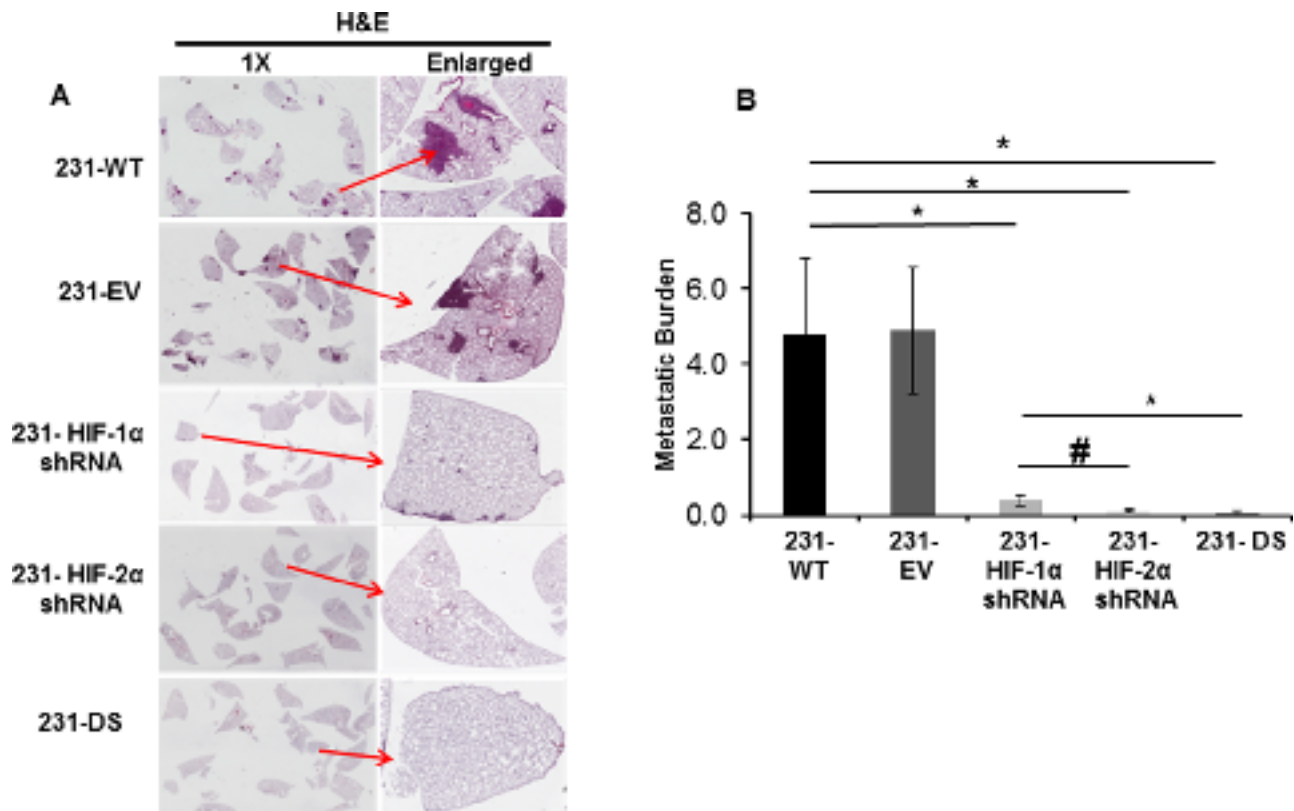 H&E
1X Enlarged
A
231-WT
231-EV
231- HIF-1α
shRNA
231- HIF-2α
shRNA
231-DS
B
*
*
*
*
#
Metastatic Burden
8.0
6.0
4.0
2.0
0.0
231-
WT
231-
EV
231-
HIF-1α
shRNA
231-
HIF-2α
shRNA
231- DS